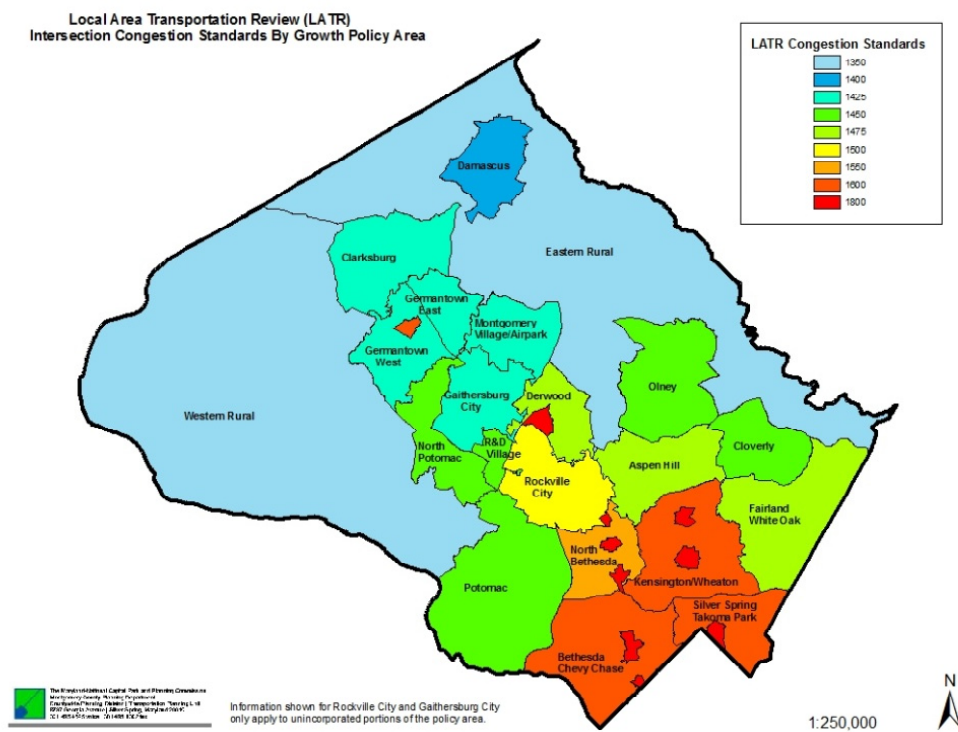 Local Area Transportation Review (LATR)
Intersection Congestion Standards By Growth Policy Area
LATR Congestion Standards
1350
1400
1425
1450
1475
1500
1550
1600
1800
Damascus
Eastern Rural
Clarksburg
Germantown
East
Montgomery
Village/Airpark
Germantown
West
Gaithersburg
City
Derwood
Olney
Western Rural
North
Potomac
R&D
Village
Rockville
City
Aspen Hill
Cloverly
Fairland
White Oak
North
Bethesda
Kensington/Wheaton
Potomac
Silver Spring
Takoma Park
Bethesda
Chevy Chase
The Maryland-National Capital Park and Planning Commission
Montgomery County Planning Department
Information shown for Rockville City and Gaithersburg City
only apply to unincorporated portions of the policy area.
1:250,000
N